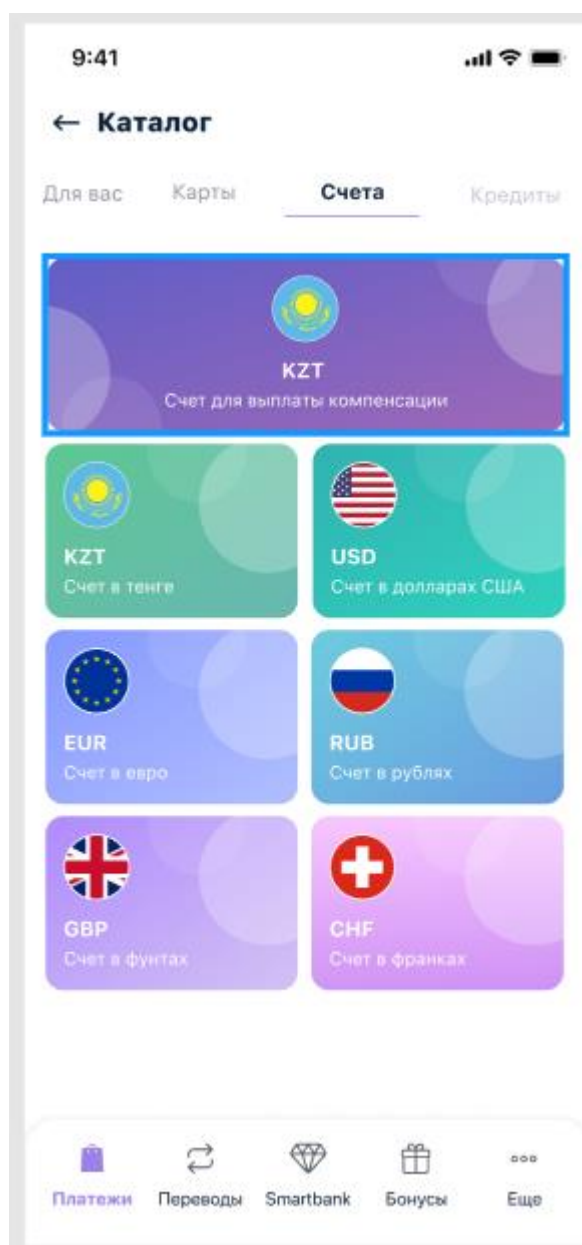 9:41
← Каталог
Для вас Карты Счета Кредиты
KZT
Счет для выплаты компенсации
KZT
Счет в тенге
USD
Счет в долларах США
EUR
Счет в евро
RUB
Счет в рублях
GBP
Счет в фунтах
CHF
Счет в франках
Платежи Переводы Smartbank Бонусы Еще